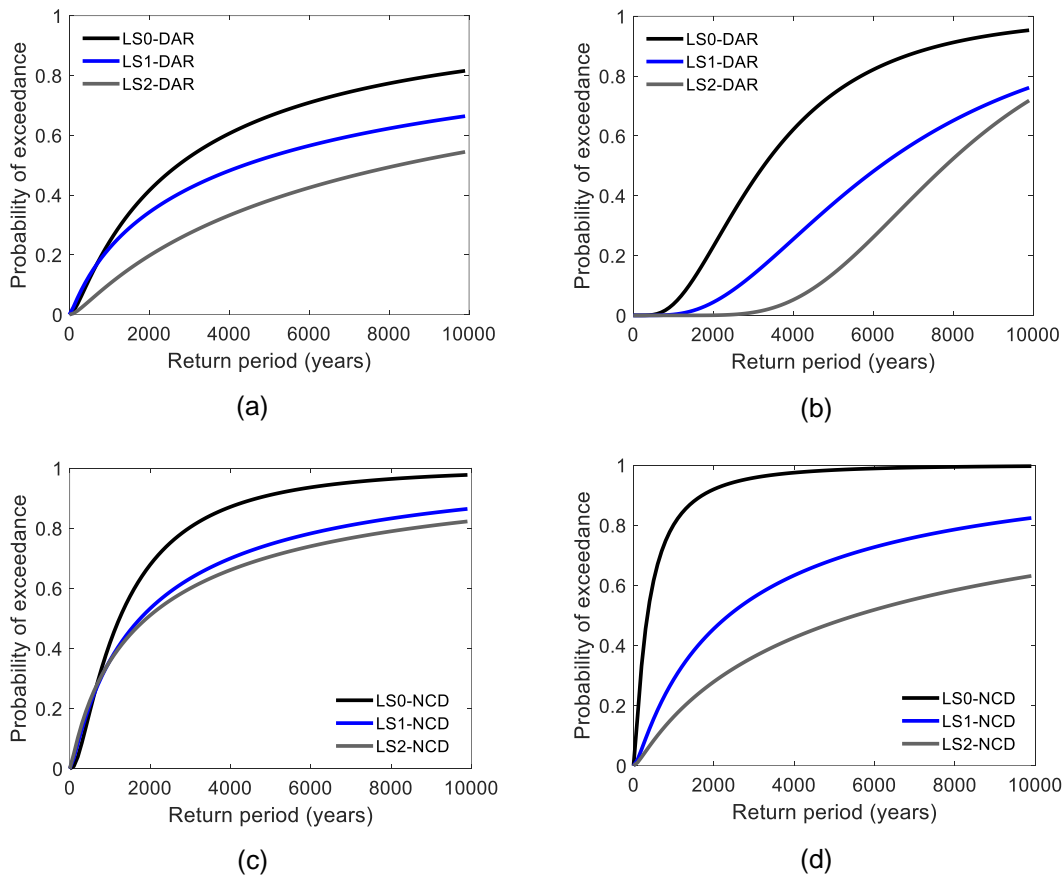 1
0.8
0.6
0.4
0.2
0
Probability of exceedance
LS0-DAR
LS1-DAR
LS2-DAR
0 2000 4000 6000 8000 10000
Return period (years)
(a)
1
0.8
0.6
0.4
0.2
0
Probability of exceedance
LS0-DAR
LS1-DAR
LS2-DAR
0 2000 4000 6000 8000 10000
Return period (years)
(b)
1
0.8
0.6
0.4
0.2
0
Probability of exceedance
LS0-NCD
LS1-NCD
LS2-NCD
0 2000 4000 6000 8000 10000
Return period (years)
(c)
1
0.8
0.6
0.4
0.2
0
Probability of exceedance
LS0-NCD
LS1-NCD
LS2-NCD
0 2000 4000 6000 8000 10000
Return period (years)
(d)